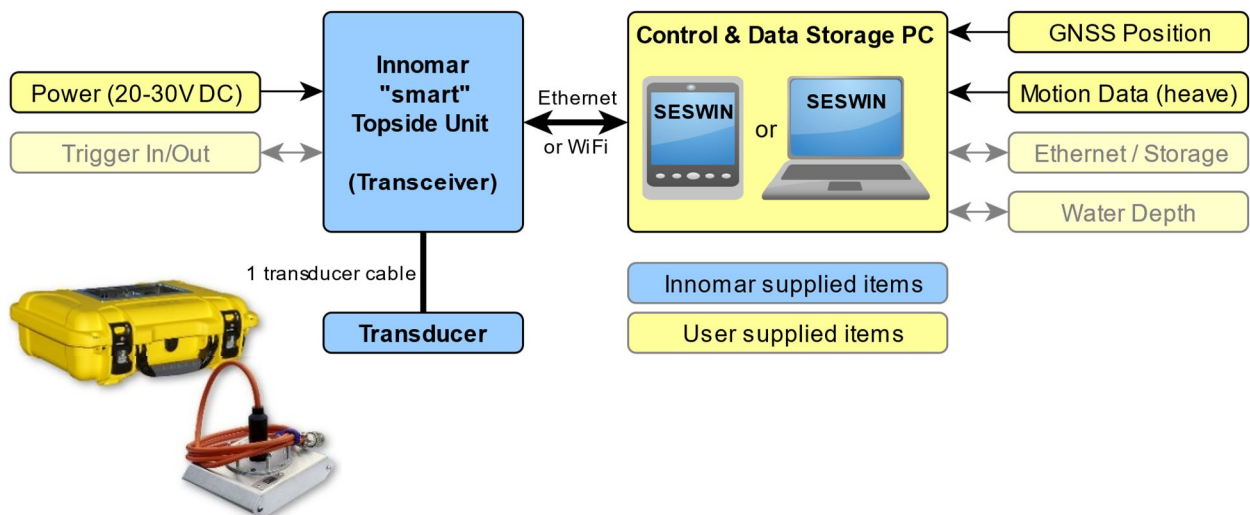 Innomar
"smart"
Topside Unit
(Transceiver)
Power (20-30V DC)
Trigger In/Out
Ethernet
or WiFi
Control & Data Storage PC
SESWIN
or
SESWIN
GNSS Position
Motion Data (heave)
Ethernet / Storage
Water Depth
1 transducer cable
Transducer
Innomar supplied items
User supplied items